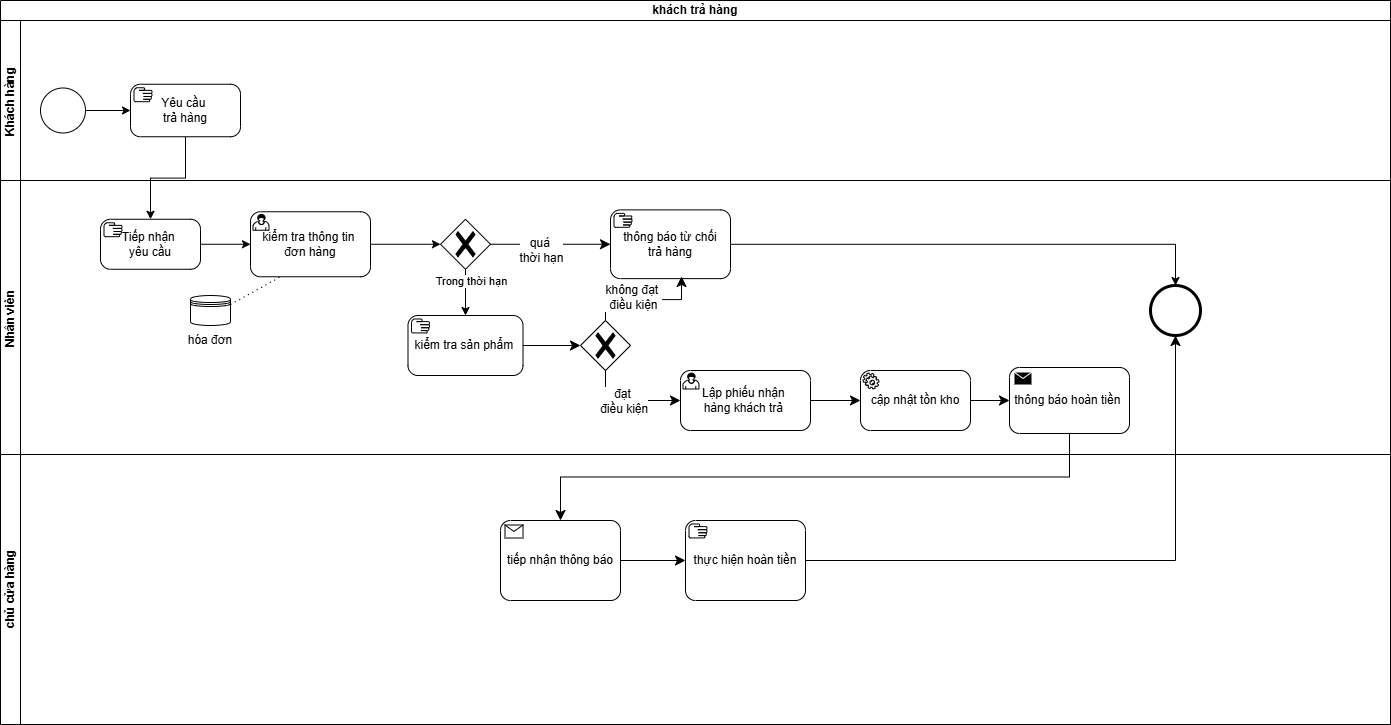 khách trả hàng
Khách hàng
Yêu cầu
trả hàng
Nhân viên
Tiếp nhận
yêu cầu
kiểm tra thông tin
đơn hàng
hóa đơn
quá
thời hạn
Trong thời hạn
thông báo từ chối
trả hàng
không đạt
điều kiện
kiểm tra sản phẩm
đạt
điều kiện
Lập phiếu nhận
hàng khách trả
cập nhật tồn kho
thông báo hoàn tiền
chủ cửa hàng
tiếp nhận thông báo
thực hiện hoàn tiền